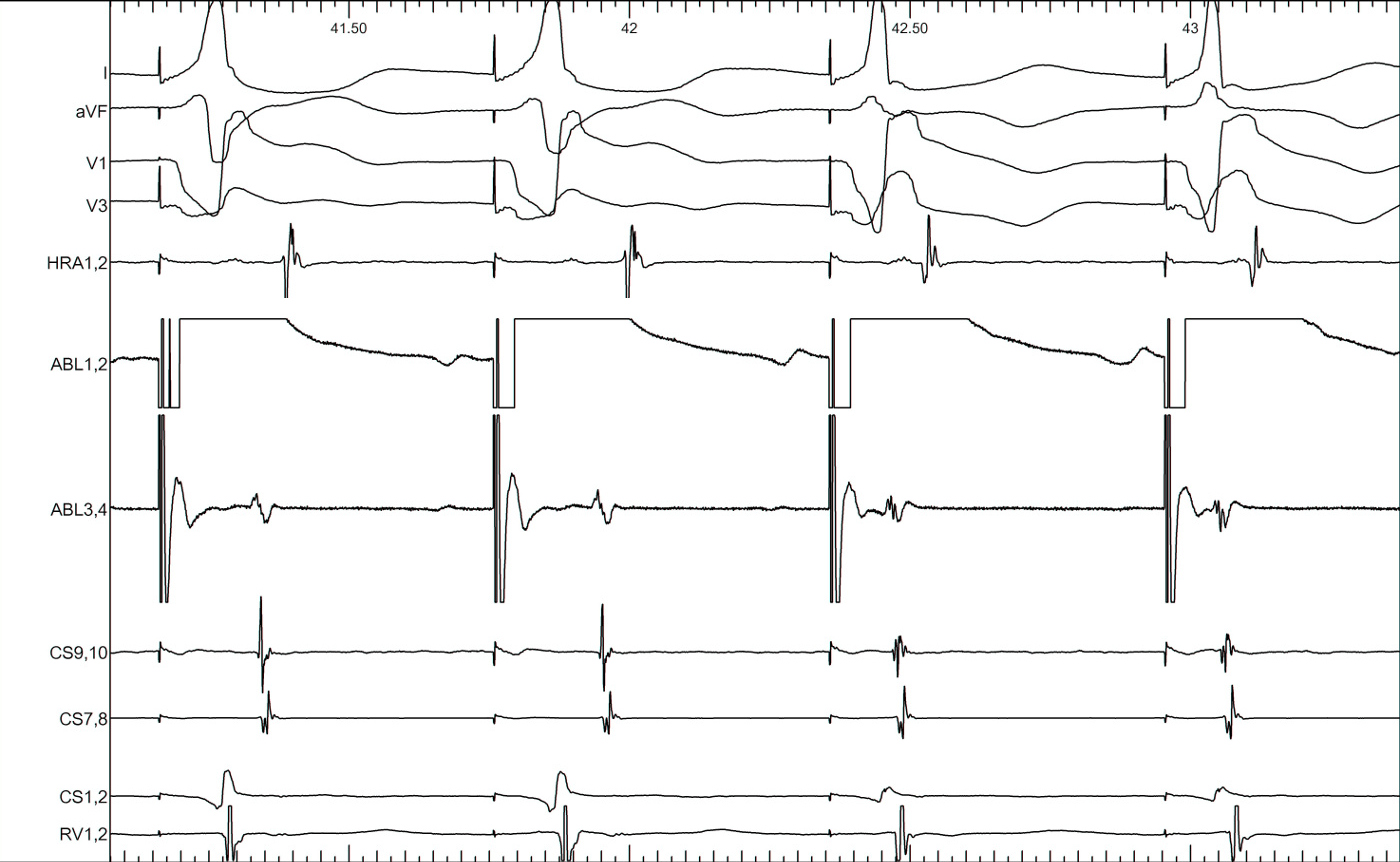 41.50 42 42.50 43
I
aVF
V1
V3
HRA1,2
ABL1,2
ABL3,4
CS9,10
CS7,8
CS1,2
RV1,2